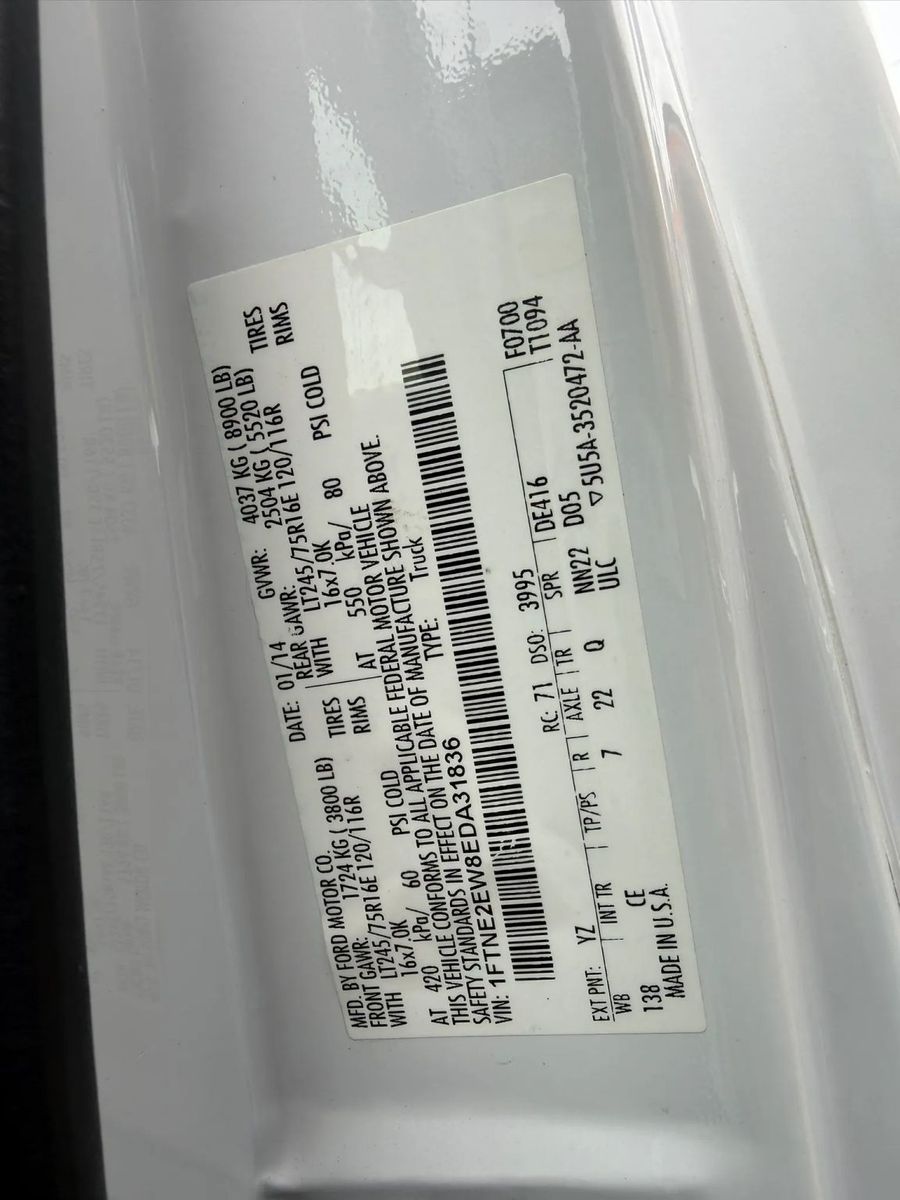 MFD. BY FORD MOTOR CO.
DATE: 01/14 GVWR: 4037 KG ( 8900 LB)
FRONT GAWR: 1724 KG ( 3800 LB) REAR GAWR: 2504 KG ( 5520 LB)
WITH LT245/75R16E 120/116R TIRES WITH LT245/75R16E 120/116R TIRES
16x7.0K RIMS 16x7.0K RIMS
AT 420 kPa/ 60 PSI COLD AT 550 kPa/ 80 PSI COLD
THIS VEHICLE CONFORMS TO ALL APPLICABLE FEDERAL MOTOR VEHICLE
SAFETY STANDARDS IN EFFECT ON THE DATE OF MANUFACTURE SHOWN ABOVE.
VIN: 1FTNE2EW8EDA31836 TYPE: Truck
F0700
T1094
EXT PNT: YZ RC: 71 DSO: 3995
WB INT TR TP/PS R AXLE TR SPR DE416
138 CE 7 22 Q NN22 D05
ULC
MADE IN U.S.A. ▽5U5A-3520472-AA